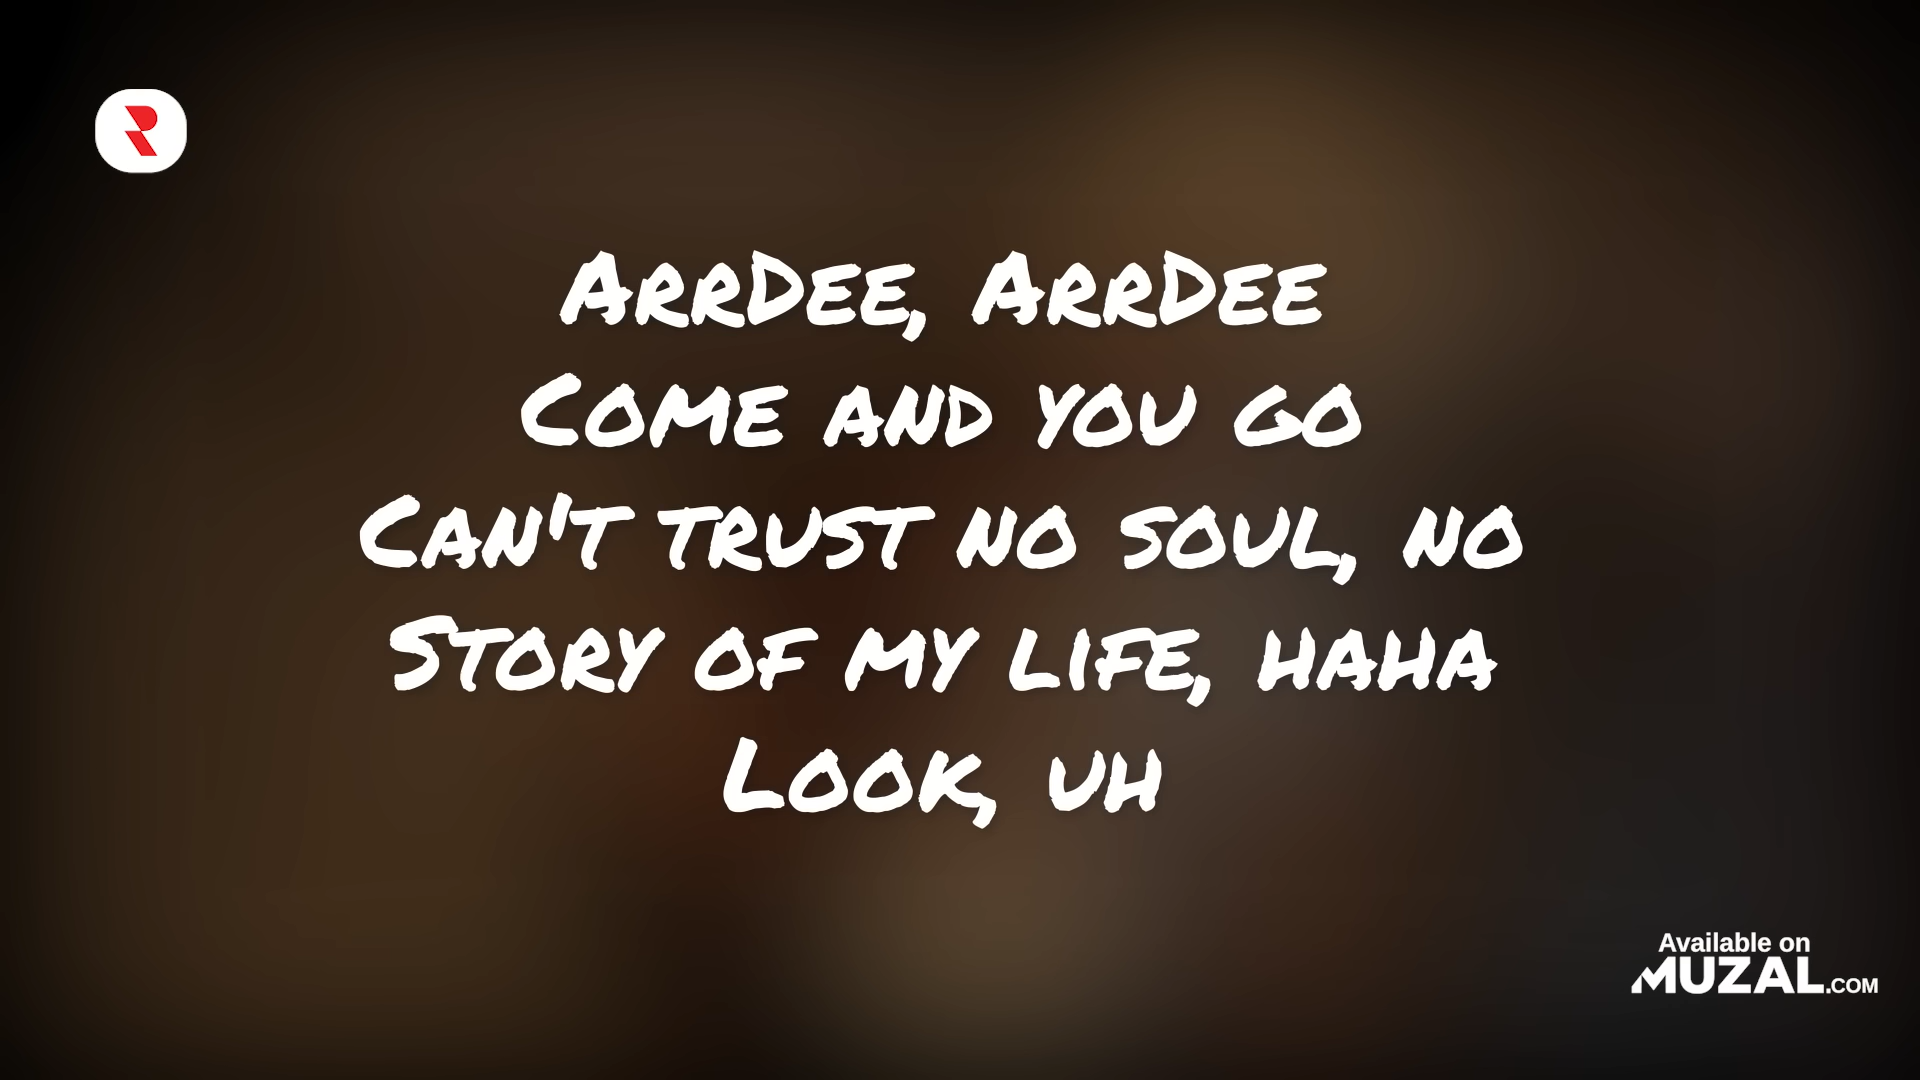 ArrDee, ArrDee
Come and you go
Can't trust no soul, no
Story of my life, haha
Look, uh
Available on
MUZAL.COM